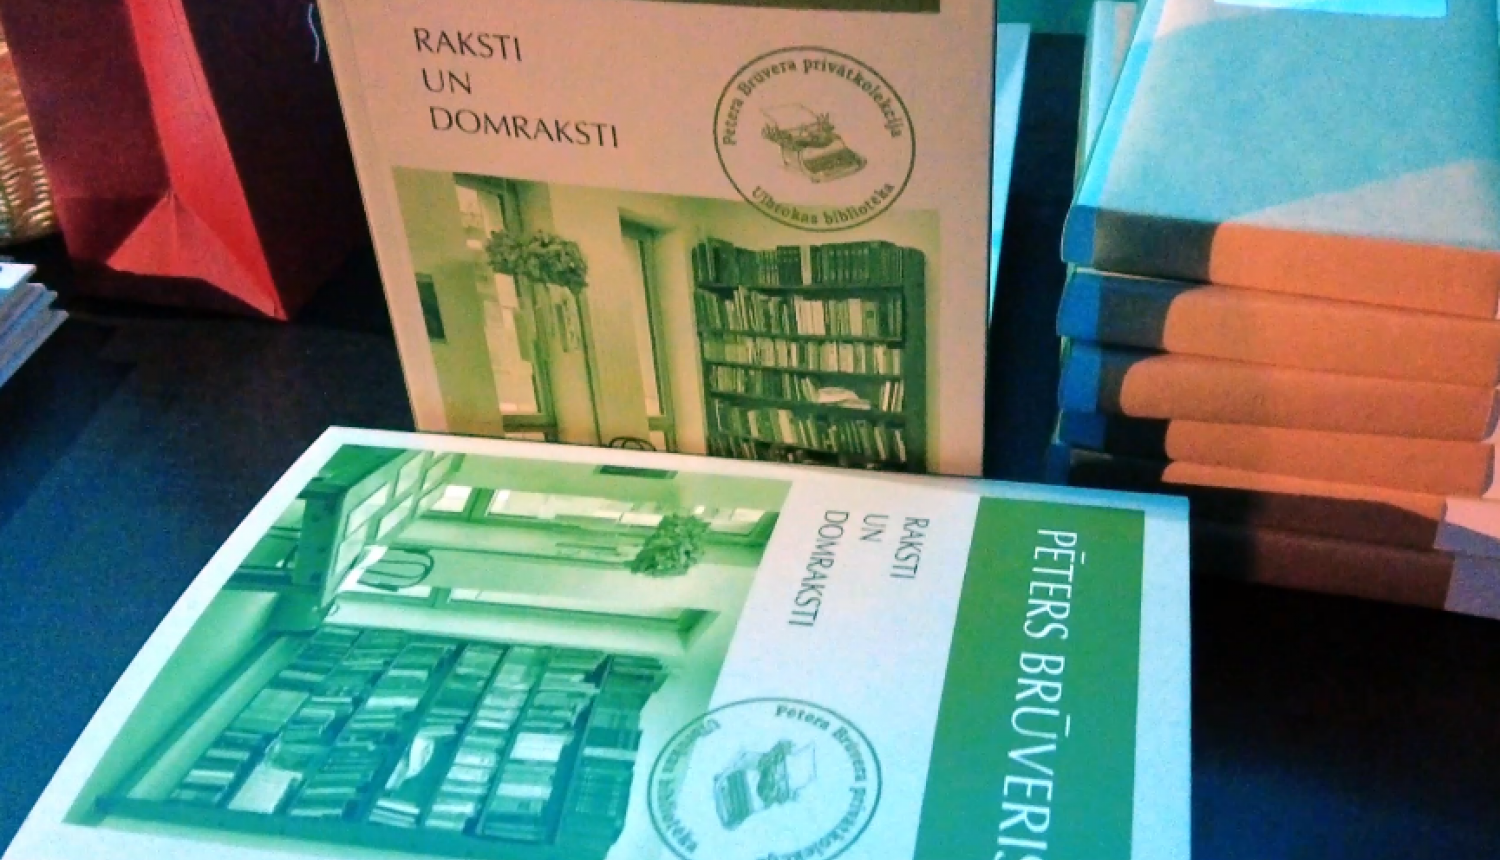 RAKSTI
UN
DOMRAKSTI
Pētera Brūvera privātkolekcija
Ulbrokas bibliotēka
PĒTERS BRŪVERIS
RAKSTI
UN
DOMRAKSTI
Pētera Brūvera privātkolekcija
Ulbrokas bibliotēka